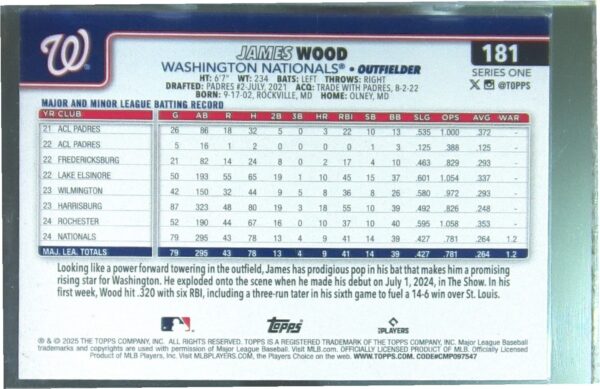 W
JAMES WOOD
WASHINGTON NATIONALS® • OUTFIELDER
HT: 6'7" WT: 234 BATS: LEFT THROWS: RIGHT
DRAFTED: PADRES #2-JULY, 2021 ACQ: TRADE WITH PADRES, 8-2-22
BORN: 9-17-02, ROCKVILLE, MD HOME: OLNEY, MD
181
SERIES ONE
X @TOPPS
MAJOR AND MINOR LEAGUE BATTING RECORD
YR CLUB G AB R H 2B 3B HR RBI SB BB SLG OPS AVG WAR
21 ACL PADRES 26 86 18 32 5 0 3 22 10 13 .535 1.000 .372 -
22 ACL PADRES 5 16 1 2 0 0 0 1 3 .125 .388 .125 -
22 FREDERICKSBURG 21 82 14 24 8 0 2 17 4 10 .463 .829 .293 -
22 LAKE ELSINORE 50 193 55 65 19 1 10 45 15 37 .601 1.054 .337 -
23 WILMINGTON 42 150 32 44 9 5 8 36 8 26 .580 .972 .293 -
23 HARRISBURG 87 323 48 80 19 3 18 55 10 39 .492 .826 .248 -
24 ROCHESTER 52 190 44 67 16 0 10 37 10 40 .595 1.058 .353 -
24 NATIONALS 79 295 43 78 13 4 9 41 14 39 .427 .781 .264 1.2
MAJ. LEA. TOTALS 79 295 43 78 13 4 9 41 14 39 .427 .781 .264 1.2
Looking like a power forward towering in the outfield, James has prodigious pop in his bat that makes him a promising
rising star for Washington. He exploded onto the scene when he made his debut on July 1, 2024, in The Show. In his
first week, Wood hit .320 with six RBI, including a three-run tater in his sixth game to fuel a 14-6 win over St. Louis.
TOPPS
PLAYERS
® & © 2025 THE TOPPS COMPANY, INC. ALL RIGHTS RESERVED. TOPPS IS A REGISTERED TRADEMARK OF THE TOPPS COMPANY, INC. Major League Baseball
trademarks and copyrights are used with permission of Major League Baseball. Visit MLB.com. OFFICIALLY LICENSED PRODUCT OF MLB. Officially Licensed
Product of MLB Players, Inc. Visit MLBPLAYERS.com, the Players Choice on the web. WWW.TOPPS.COM. CODE#CMP097547